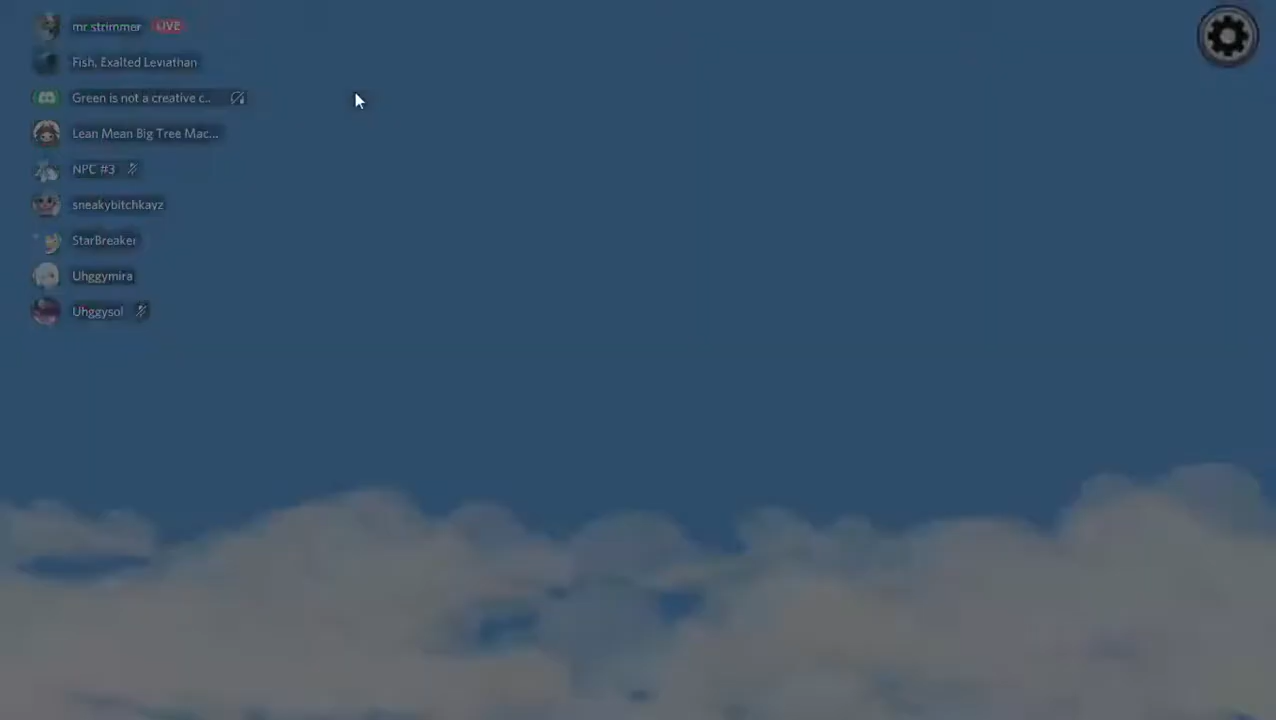 mr strimmer LIVE
Fish, Exalted Leviathan
Green is not a creative c...
Lean Mean Big Tree Mac...
NPC #3
sneakybitchkayz
StarBreaker
Uhggymira
Uhggysol